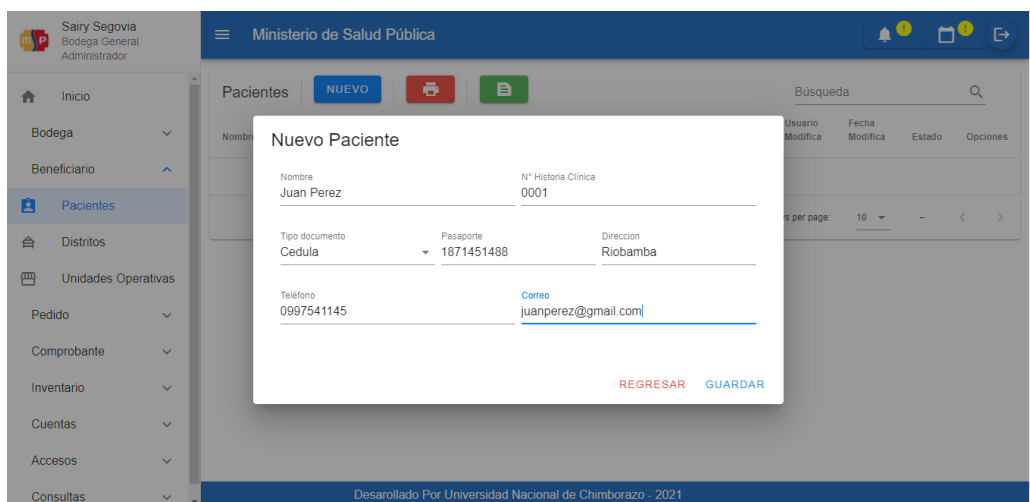 Sairy Segovia
Bodega General
Administrador
Ministerio de Salud Pública
Inicio
Bodega
Beneficiario
Pacientes
Distritos
Unidades Operativas
Pedido
Comprobante
Inventario
Cuentas
Accesos
Consultas
Pacientes NUEVO Búsqueda
Nombr Usuario Modifica Fecha Modifica Estado Opciones
s per page: 10 –
Nuevo Paciente
Nombre N° Historia Clínica
Juan Perez 0001
Tipo documento Pasaporte Direccion
Cedula 1871451488 Riobamba
Teléfono Correo
0997541145 juanperez@gmail.com
REGRESAR GUARDAR
Desarollado Por Universidad Nacional de Chimborazo - 2021